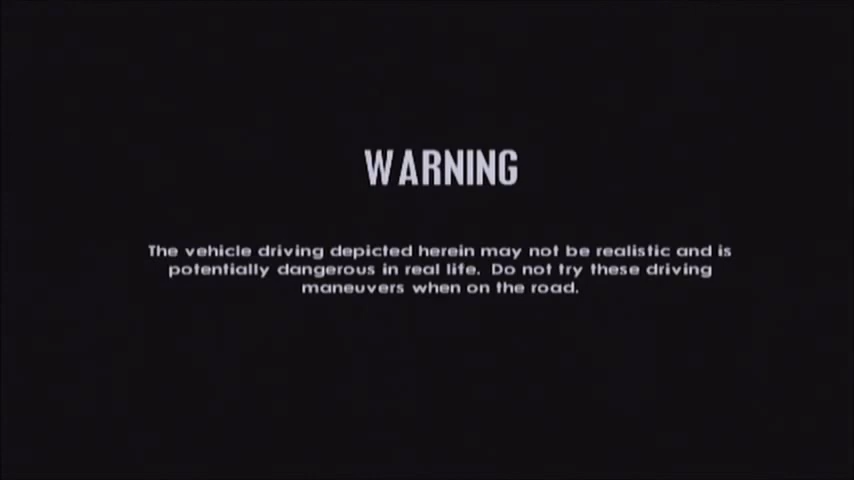 WARNING
The vehicle driving depicted herein may not be realistic and is
potentially dangerous in real life. Do not try these driving
maneuvers when on the road.